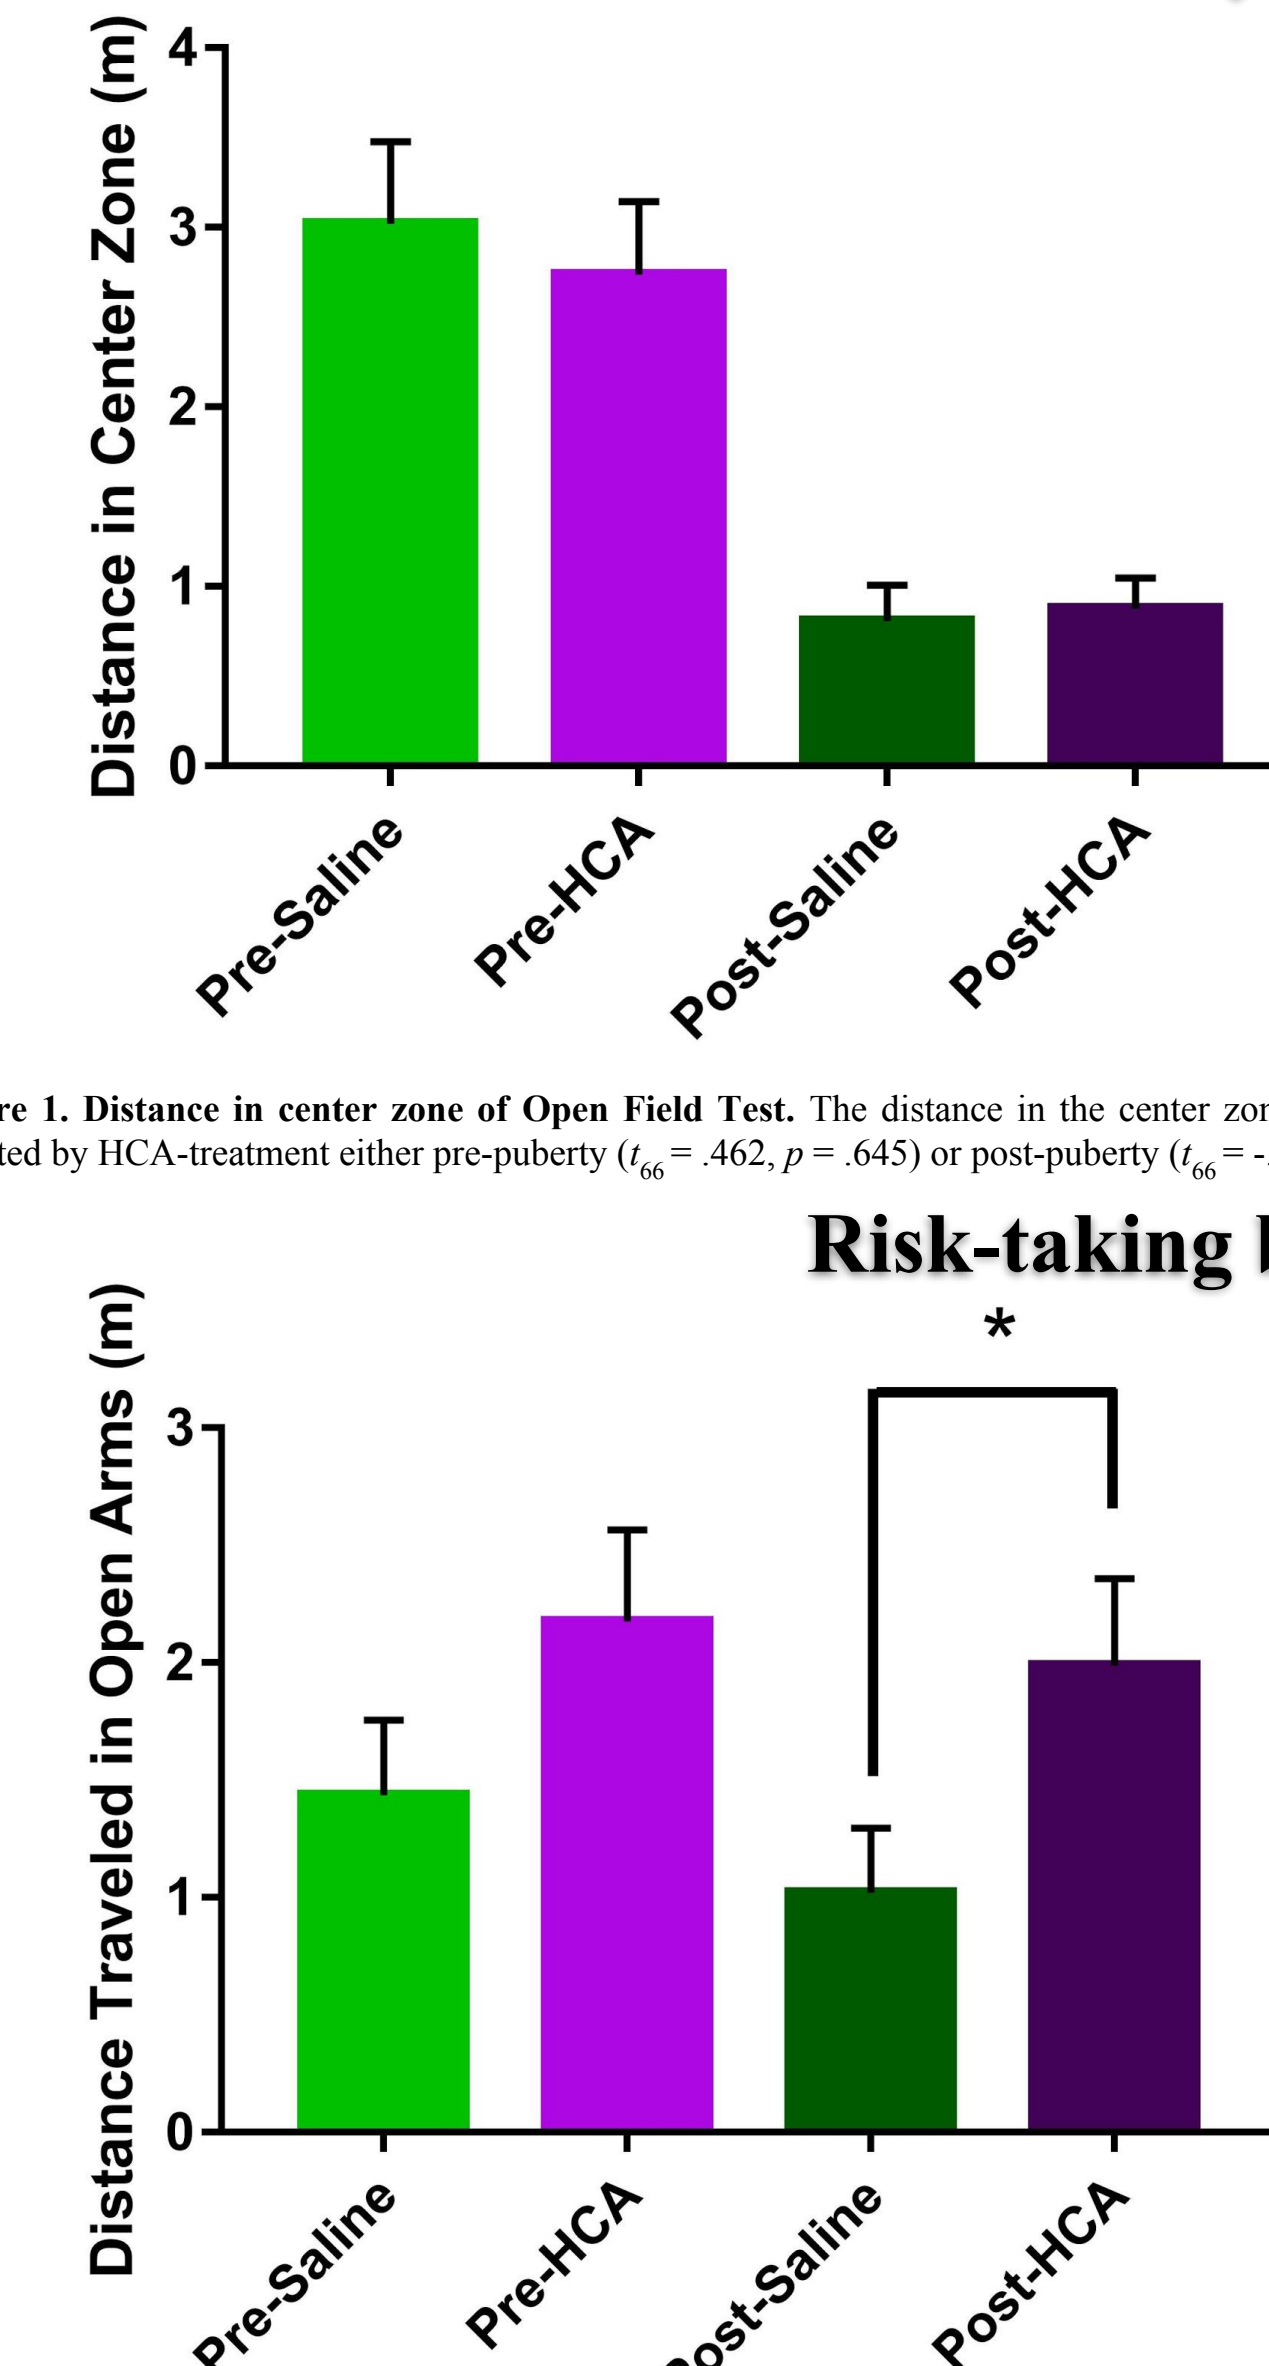 Distance in Center Zone (m)
4
3
2
1
0
Pre-Saline
Pre-HCA
Post-Saline
Post-HCA
re 1. Distance in center zone of Open Field Test. The distance in the center zon
ted by HCA-treatment either pre-puberty (t66 = .462, p = .645) or post-puberty (t66 = -.
Risk-taking
*
Distance Traveled in Open Arms (m)
3
2
1
0
Pre-Saline
Pre-HCA
ost-Saline
Post-HCA